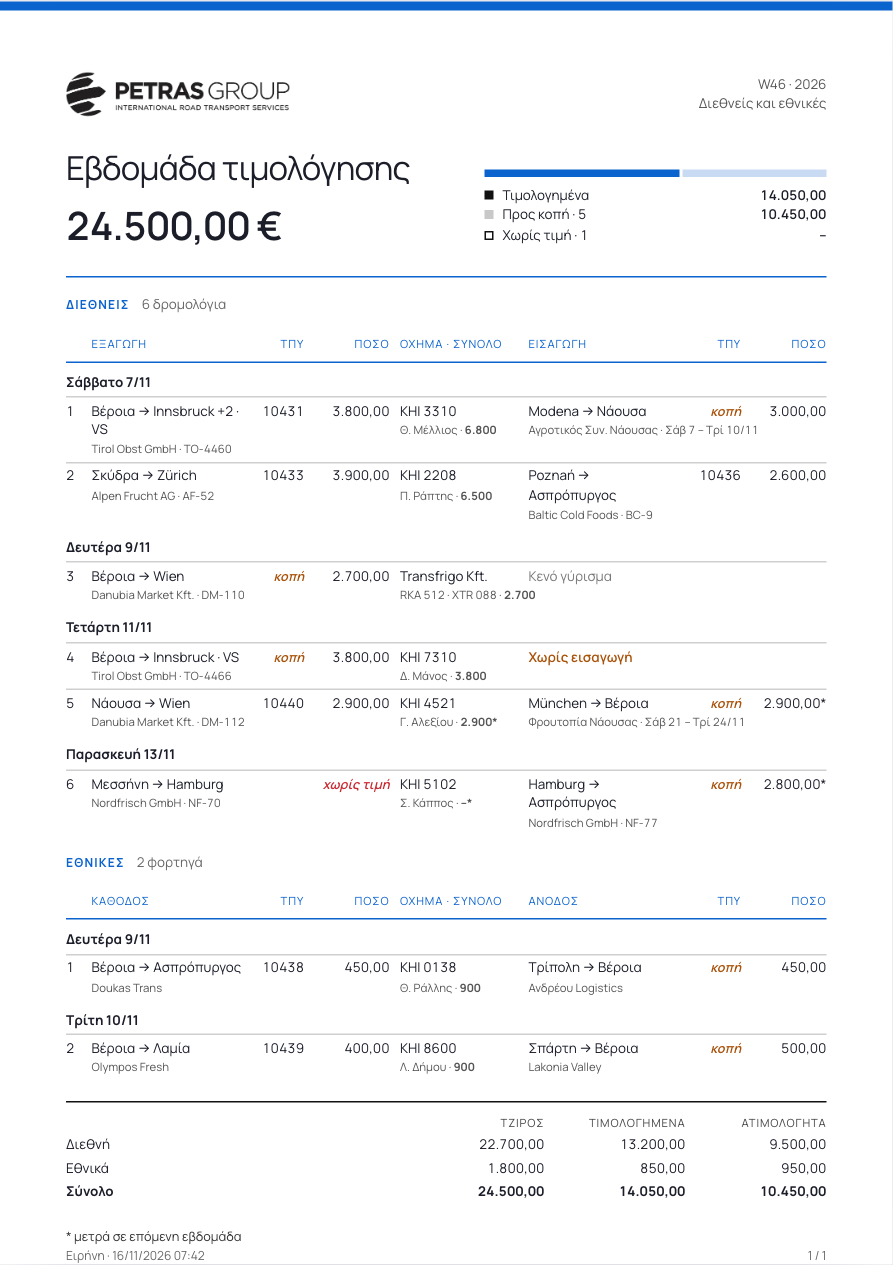 PETRAS GROUP
INTERNATIONAL ROAD TRANSPORT SERVICES
W46 · 2026
Διεθνείς και εθνικές
Εβδομάδα τιμολόγησης
24.500,00 €
Τιμολογημένα 14.050,00
Προς κοπή · 5 10.450,00
Χωρίς τιμή · 1 –
ΔΙΕΘΝΕΙΣ 6 δρομολόγια
ΕΞΑΓΩΓΗ ΤΠΥ ΠΟΣΟ ΟΧΗΜΑ · ΣΥΝΟΛΟ ΕΙΣΑΓΩΓΗ ΤΠΥ ΠΟΣΟ
Σάββατο 7/11
1 Βέροια → Innsbruck +2 · 10431 3.800,00 ΚΗΙ 3310 Modena → Νάουσα κοπή 3.000,00
VS Θ. Μέλλιος · 6.800 Αγροτικός Συν. Νάουσας · Σάβ 7 – Τρί 10/11
Tirol Obst GmbH · TO-4460
2 Σκύδρα → Zürich 10433 3.900,00 ΚΗΙ 2208 Poznań → 10436 2.600,00
Alpen Frucht AG · AF-52 Π. Ράπτης · 6.500 Ασπρόπυργος
Baltic Cold Foods · BC-9
Δευτέρα 9/11
3 Βέροια → Wien κοπή 2.700,00 Transfrigo Kft. Κενό γύρισμα
Danubia Market Kft. · DM-110 RKA 512 · XTR 088 · 2.700
Τετάρτη 11/11
4 Βέροια → Innsbruck · VS κοπή 3.800,00 ΚΗΙ 7310 Χωρίς εισαγωγή
Tirol Obst GmbH · TO-4466 Δ. Μάνος · 3.800
5 Νάουσα → Wien 10440 2.900,00 ΚΗΙ 4521 München → Βέροια κοπή 2.900,00*
Danubia Market Kft. · DM-112 Γ. Αλεξίου · 2.900* Φρουτοπία Νάουσας · Σάβ 21 – Τρί 24/11
Παρασκευή 13/11
6 Μεσσήνη → Hamburg χωρίς τιμή ΚΗΙ 5102 Hamburg → κοπή 2.800,00*
Nordfrisch GmbH · NF-70 Σ. Κάππος · –* Ασπρόπυργος
Nordfrisch GmbH · NF-77
ΕΘΝΙΚΕΣ 2 φορτηγά
ΚΑΘΟΔΟΣ ΤΠΥ ΠΟΣΟ ΟΧΗΜΑ · ΣΥΝΟΛΟ ΑΝΟΔΟΣ ΤΠΥ ΠΟΣΟ
Δευτέρα 9/11
1 Βέροια → Ασπρόπυργος 10438 450,00 ΚΗΙ 0138 Τρίπολη → Βέροια κοπή 450,00
Doukas Trans Θ. Ράλλης · 900 Ανδρέου Logistics
Τρίτη 10/11
2 Βέροια → Λαμία 10439 400,00 ΚΗΙ 8600 Σπάρτη → Βέροια κοπή 500,00
Olympos Fresh Λ. Δήμου · 900 Lakonia Valley
ΤΖΙΡΟΣ ΤΙΜΟΛΟΓΗΜΕΝΑ ΑΤΙΜΟΛΟΓΗΤΑ
Διεθνή 22.700,00 13.200,00 9.500,00
Εθνικά 1.800,00 850,00 950,00
Σύνολο 24.500,00 14.050,00 10.450,00
* μετρά σε επόμενη εβδομάδα
Ειρήνη · 16/11/2026 07:42 1 / 1